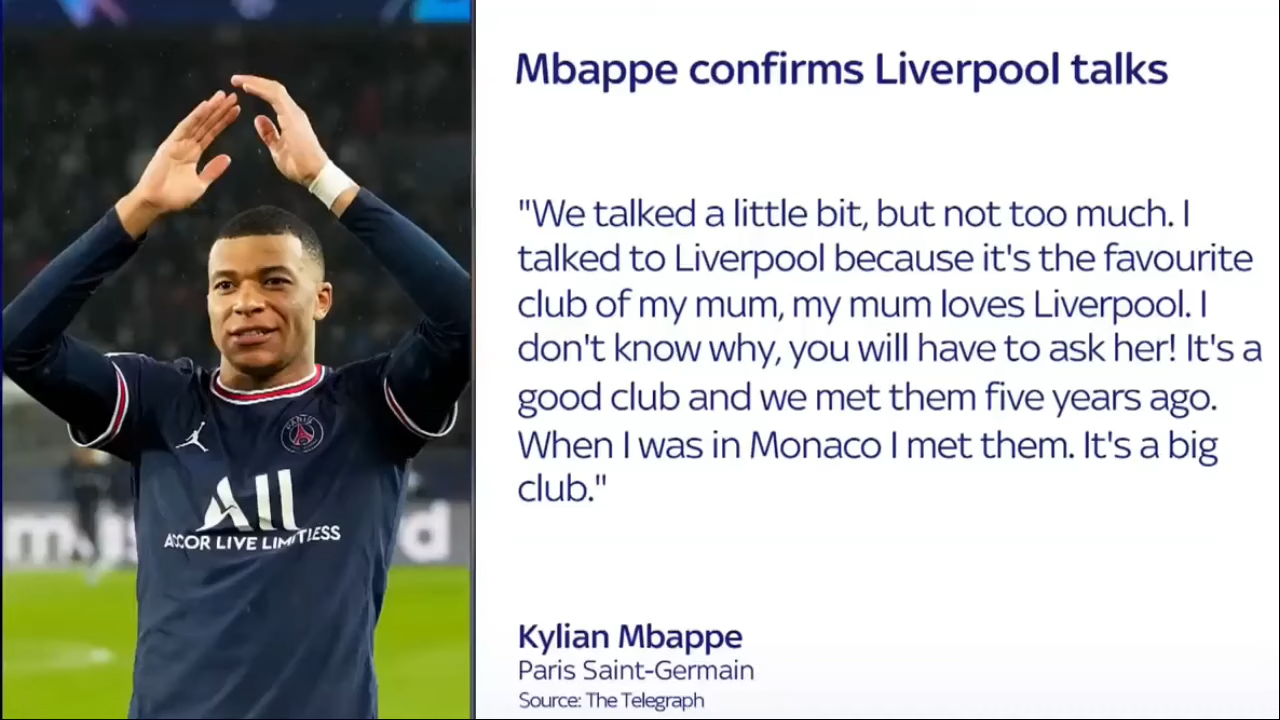 Mbappe confirms Liverpool talks
"We talked a little bit, but not too much. I
talked to Liverpool because it's the favourite
club of my mum, my mum loves Liverpool. I
don't know why, you will have to ask her! It's a
good club and we met them five years ago.
When I was in Monaco I met them. It's a big
club."
Kylian Mbappe
Paris Saint-Germain
Source: The Telegraph
PARIS
ALL
ACCOR LIVE LIMITLESS